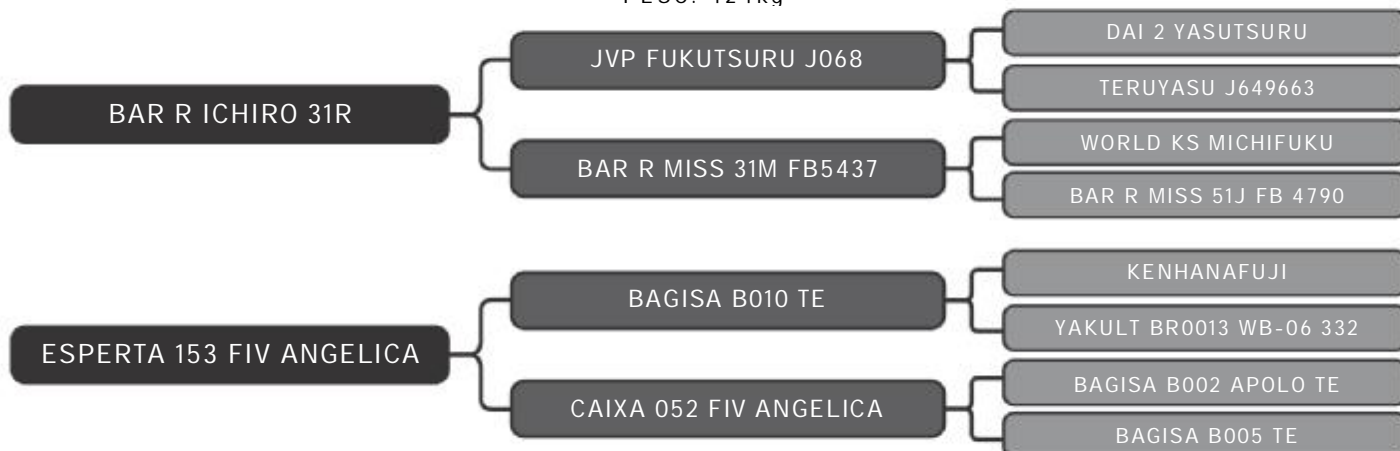 DAI 2 YASUTSURU
JVP FUKUTSURU J068
TERUYASU J649663
BAR R ICHIRO 31R
WORLD KS MICHIFUKU
BAR R MISS 31M FB5437
BAR R MISS 51J FB 4790
KENHANAFUJI
BAGISA B010 TE
YAKULT BR0013 WB-06 332
ESPERTA 153 FIV ANGELICA
BAGISA B002 APOLO TE
CAIXA 052 FIV ANGELICA
BAGISA B005 TE